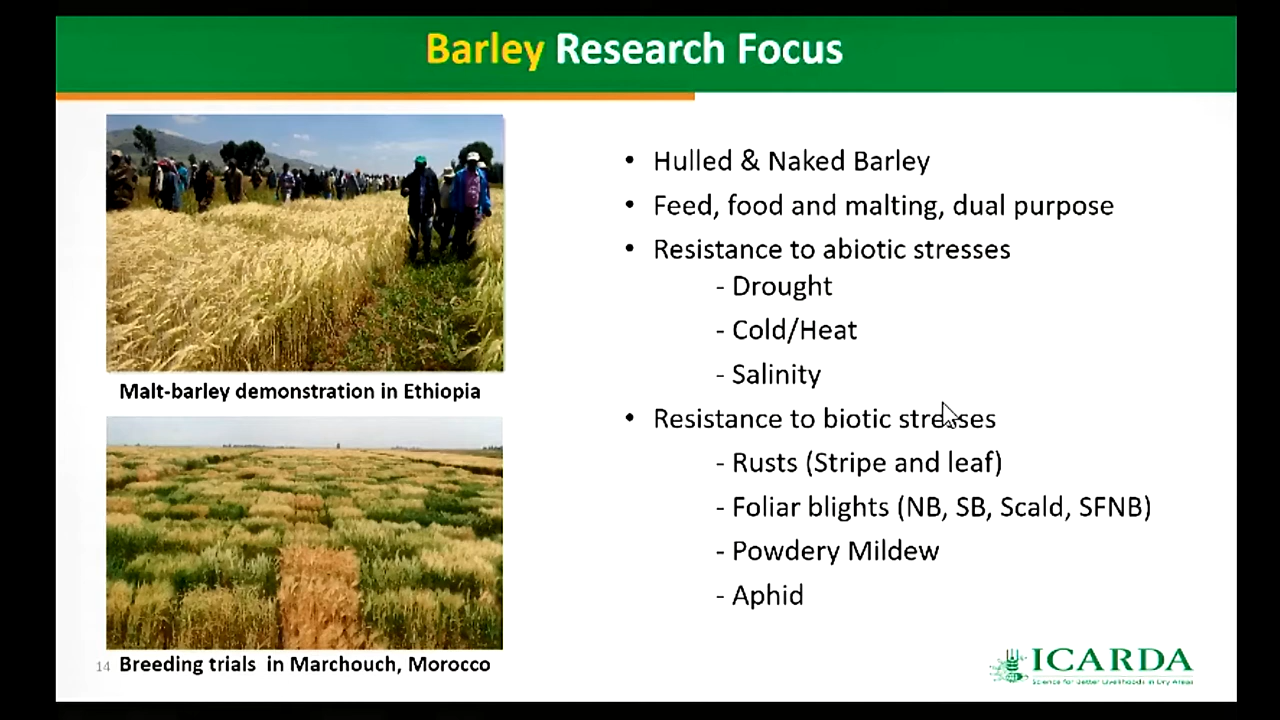 Barley Research Focus
• Hulled & Naked Barley
• Feed, food and malting, dual purpose
• Resistance to abiotic stresses
- Drought
- Cold/Heat
- Salinity
• Resistance to biotic stresses
- Rusts (Stripe and leaf)
- Foliar blights (NB, SB, Scald, SFNB)
- Powdery Mildew
- Aphid
Malt-barley demonstration in Ethiopia
14 Breeding trials in Marchouch, Morocco
ICARDA
Science for Better Livelihoods in Dry Areas